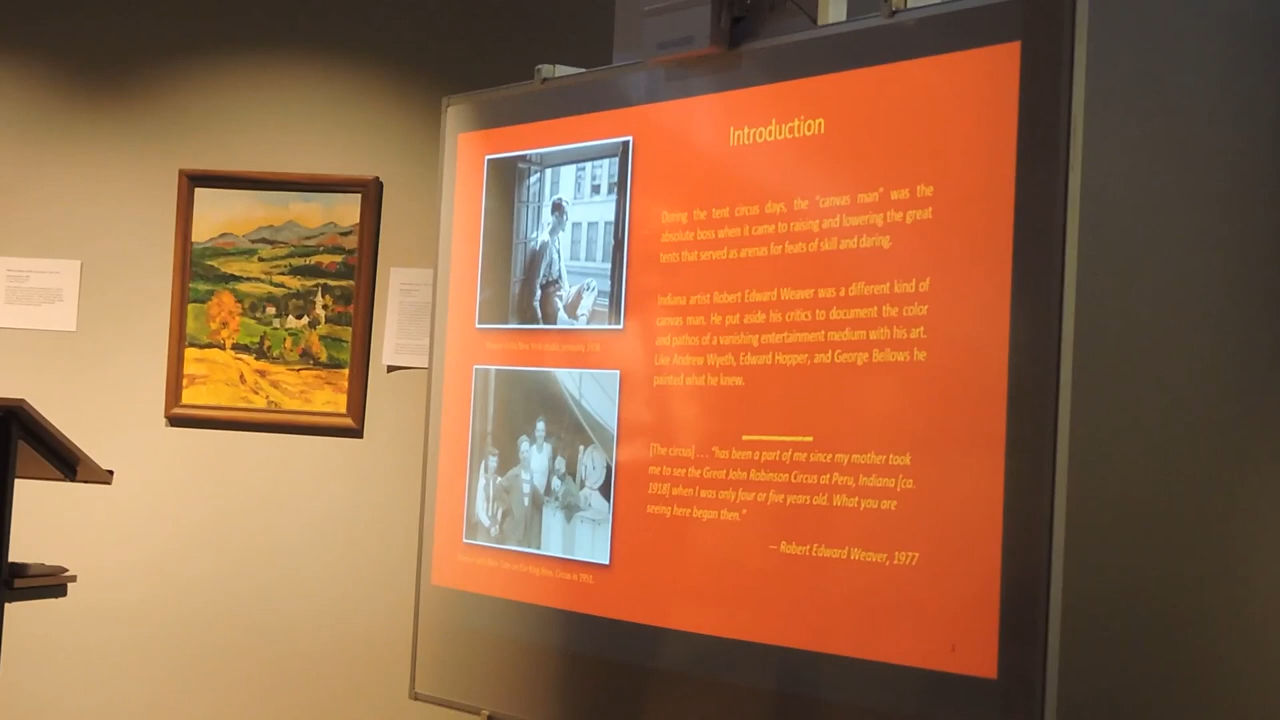 Introduction
During the tent circus days, the "canvas man" was the
absolute boss when it came to raising and lowering the great
tents that served as arenas for feats of skill and daring.
Indiana artist Robert Edward Weaver was a different kind of
canvas man. He put aside his critics to document the color
and pathos of a vanishing entertainment medium with his art.
Like Andrew Wyeth, Edward Hopper, and George Bellows he
painted what he knew.
[The circus] . . . "has been a part of me since my mother took
me to see the Great John Robinson Circus at Peru, Indiana [ca.
1918] when I was only four or five years old. What you are
seeing here began then."
— Robert Edward Weaver, 1977
Circus in 1951.